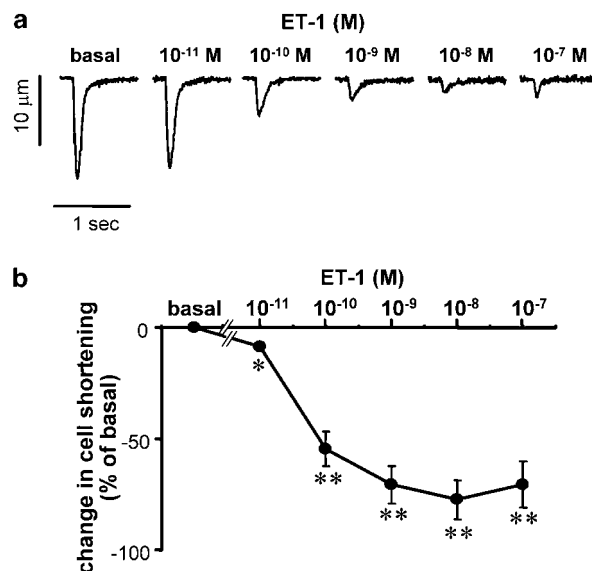 a
ET-1 (M)
basal 10⁻¹¹ M 10⁻¹⁰ M 10⁻⁹ M 10⁻⁸ M 10⁻⁷ M
10 μm
1 sec
b
ET-1 (M)
basal 10⁻¹¹ 10⁻¹⁰ 10⁻⁹ 10⁻⁸ 10⁻⁷
0
-50
-100
change in cell shortening
(% of basal)
*
**
**
**
**